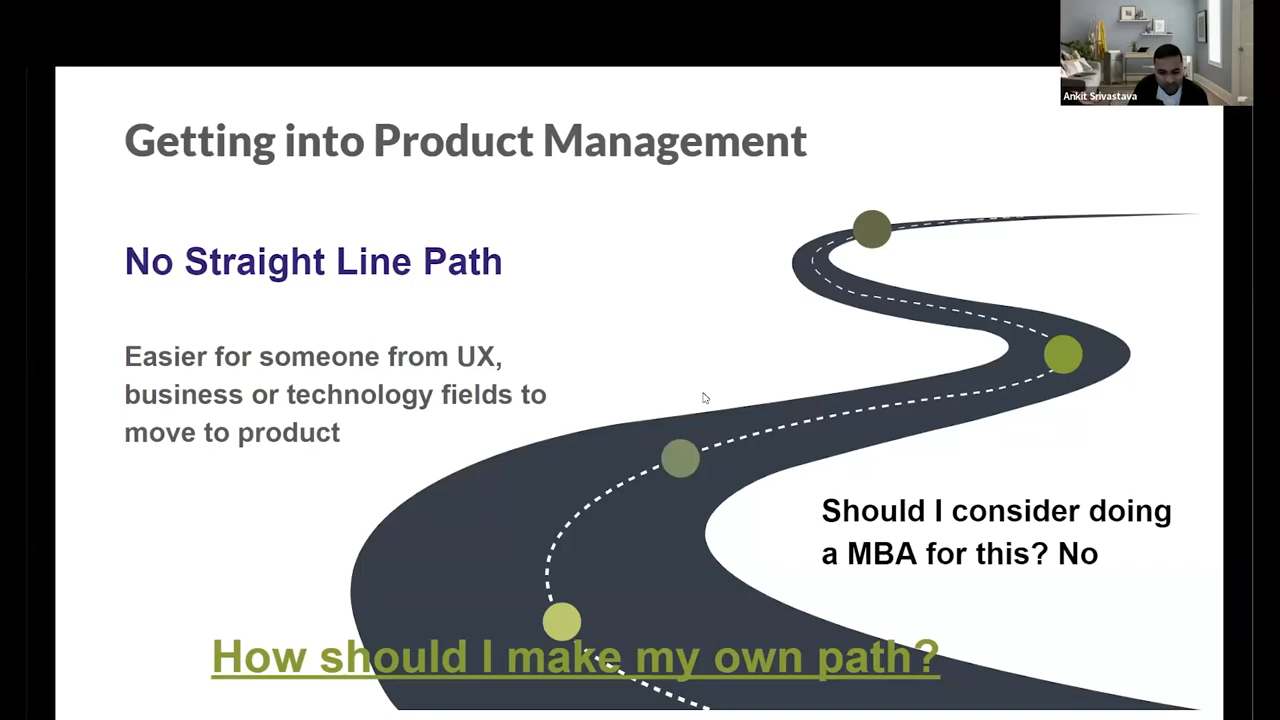 Ankit Srivastava
Getting into Product Management
No Straight Line Path
Easier for someone from UX,
business or technology fields to
move to product
Should I consider doing
a MBA for this? No
How should I make my own path?